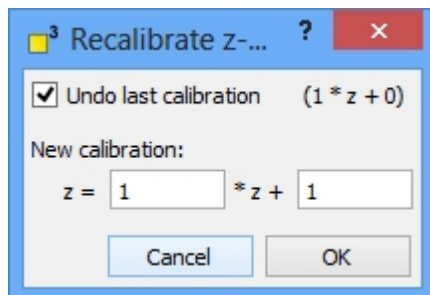 3 Recalibrate z-... ? ×
Undo last calibration (1 * z + 0)
New calibration:
z = 1 * z + 1
Cancel OK